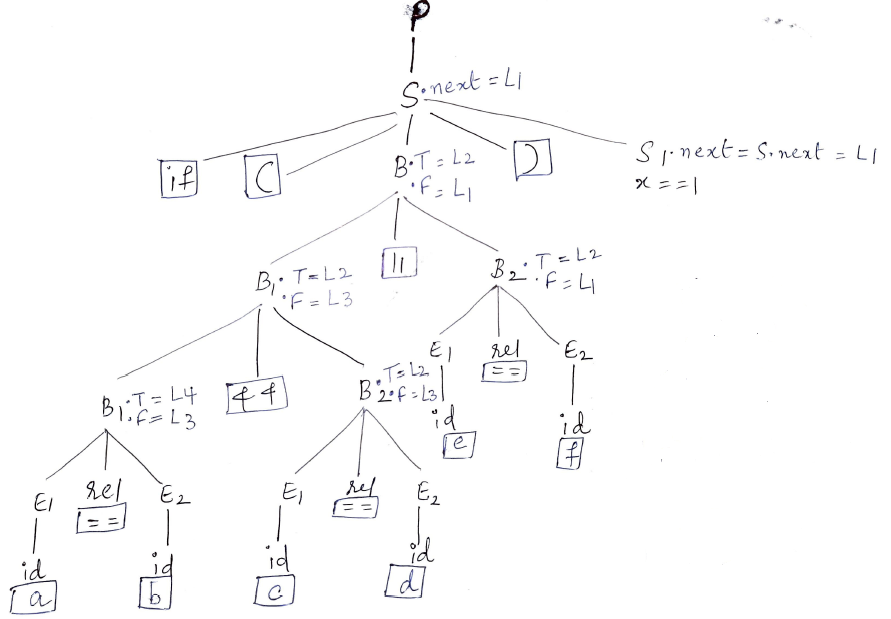 P
S.next = L1
if
(
B.T = L2
.F = L1
)
S1.next = S.next = L1
x == 1
B1.T = L2
.F = L3
||
B2.T = L2
.F = L1
B1.T = L4
.F = L3
&&
B2.T = L2
.F = L3
E1
rel
==
E2
id
e
id
f
E1
rel
==
E2
E1
rel
==
E2
id
a
id
b
id
c
id
d